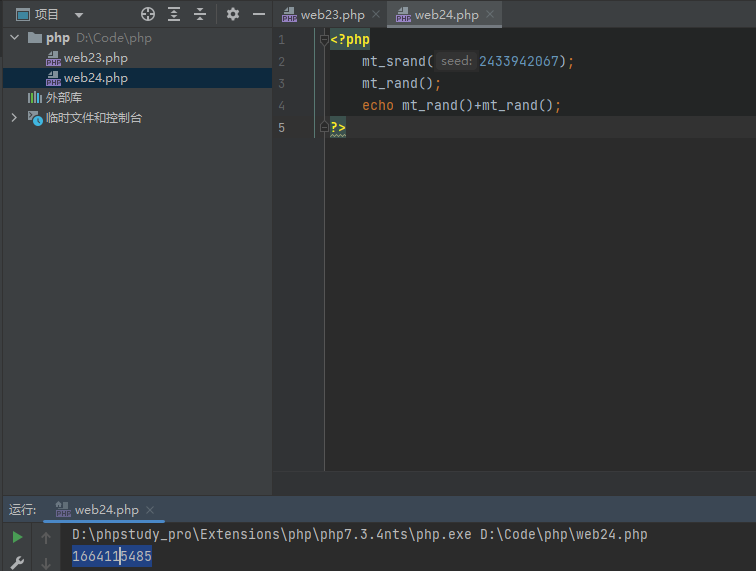 项目
web23.php
web24.php
php D:\Code\php
web23.php
web24.php
外部库
临时文件和控制台
1 <?php
2 mt_srand( seed: 2433942067);
3 mt_rand();
4 echo mt_rand()+mt_rand();
5 ?>
运行: web24.php
D:\phpstudy_pro\Extensions\php\php7.3.4nts\php.exe D:\Code\php\web24.php
1664115485